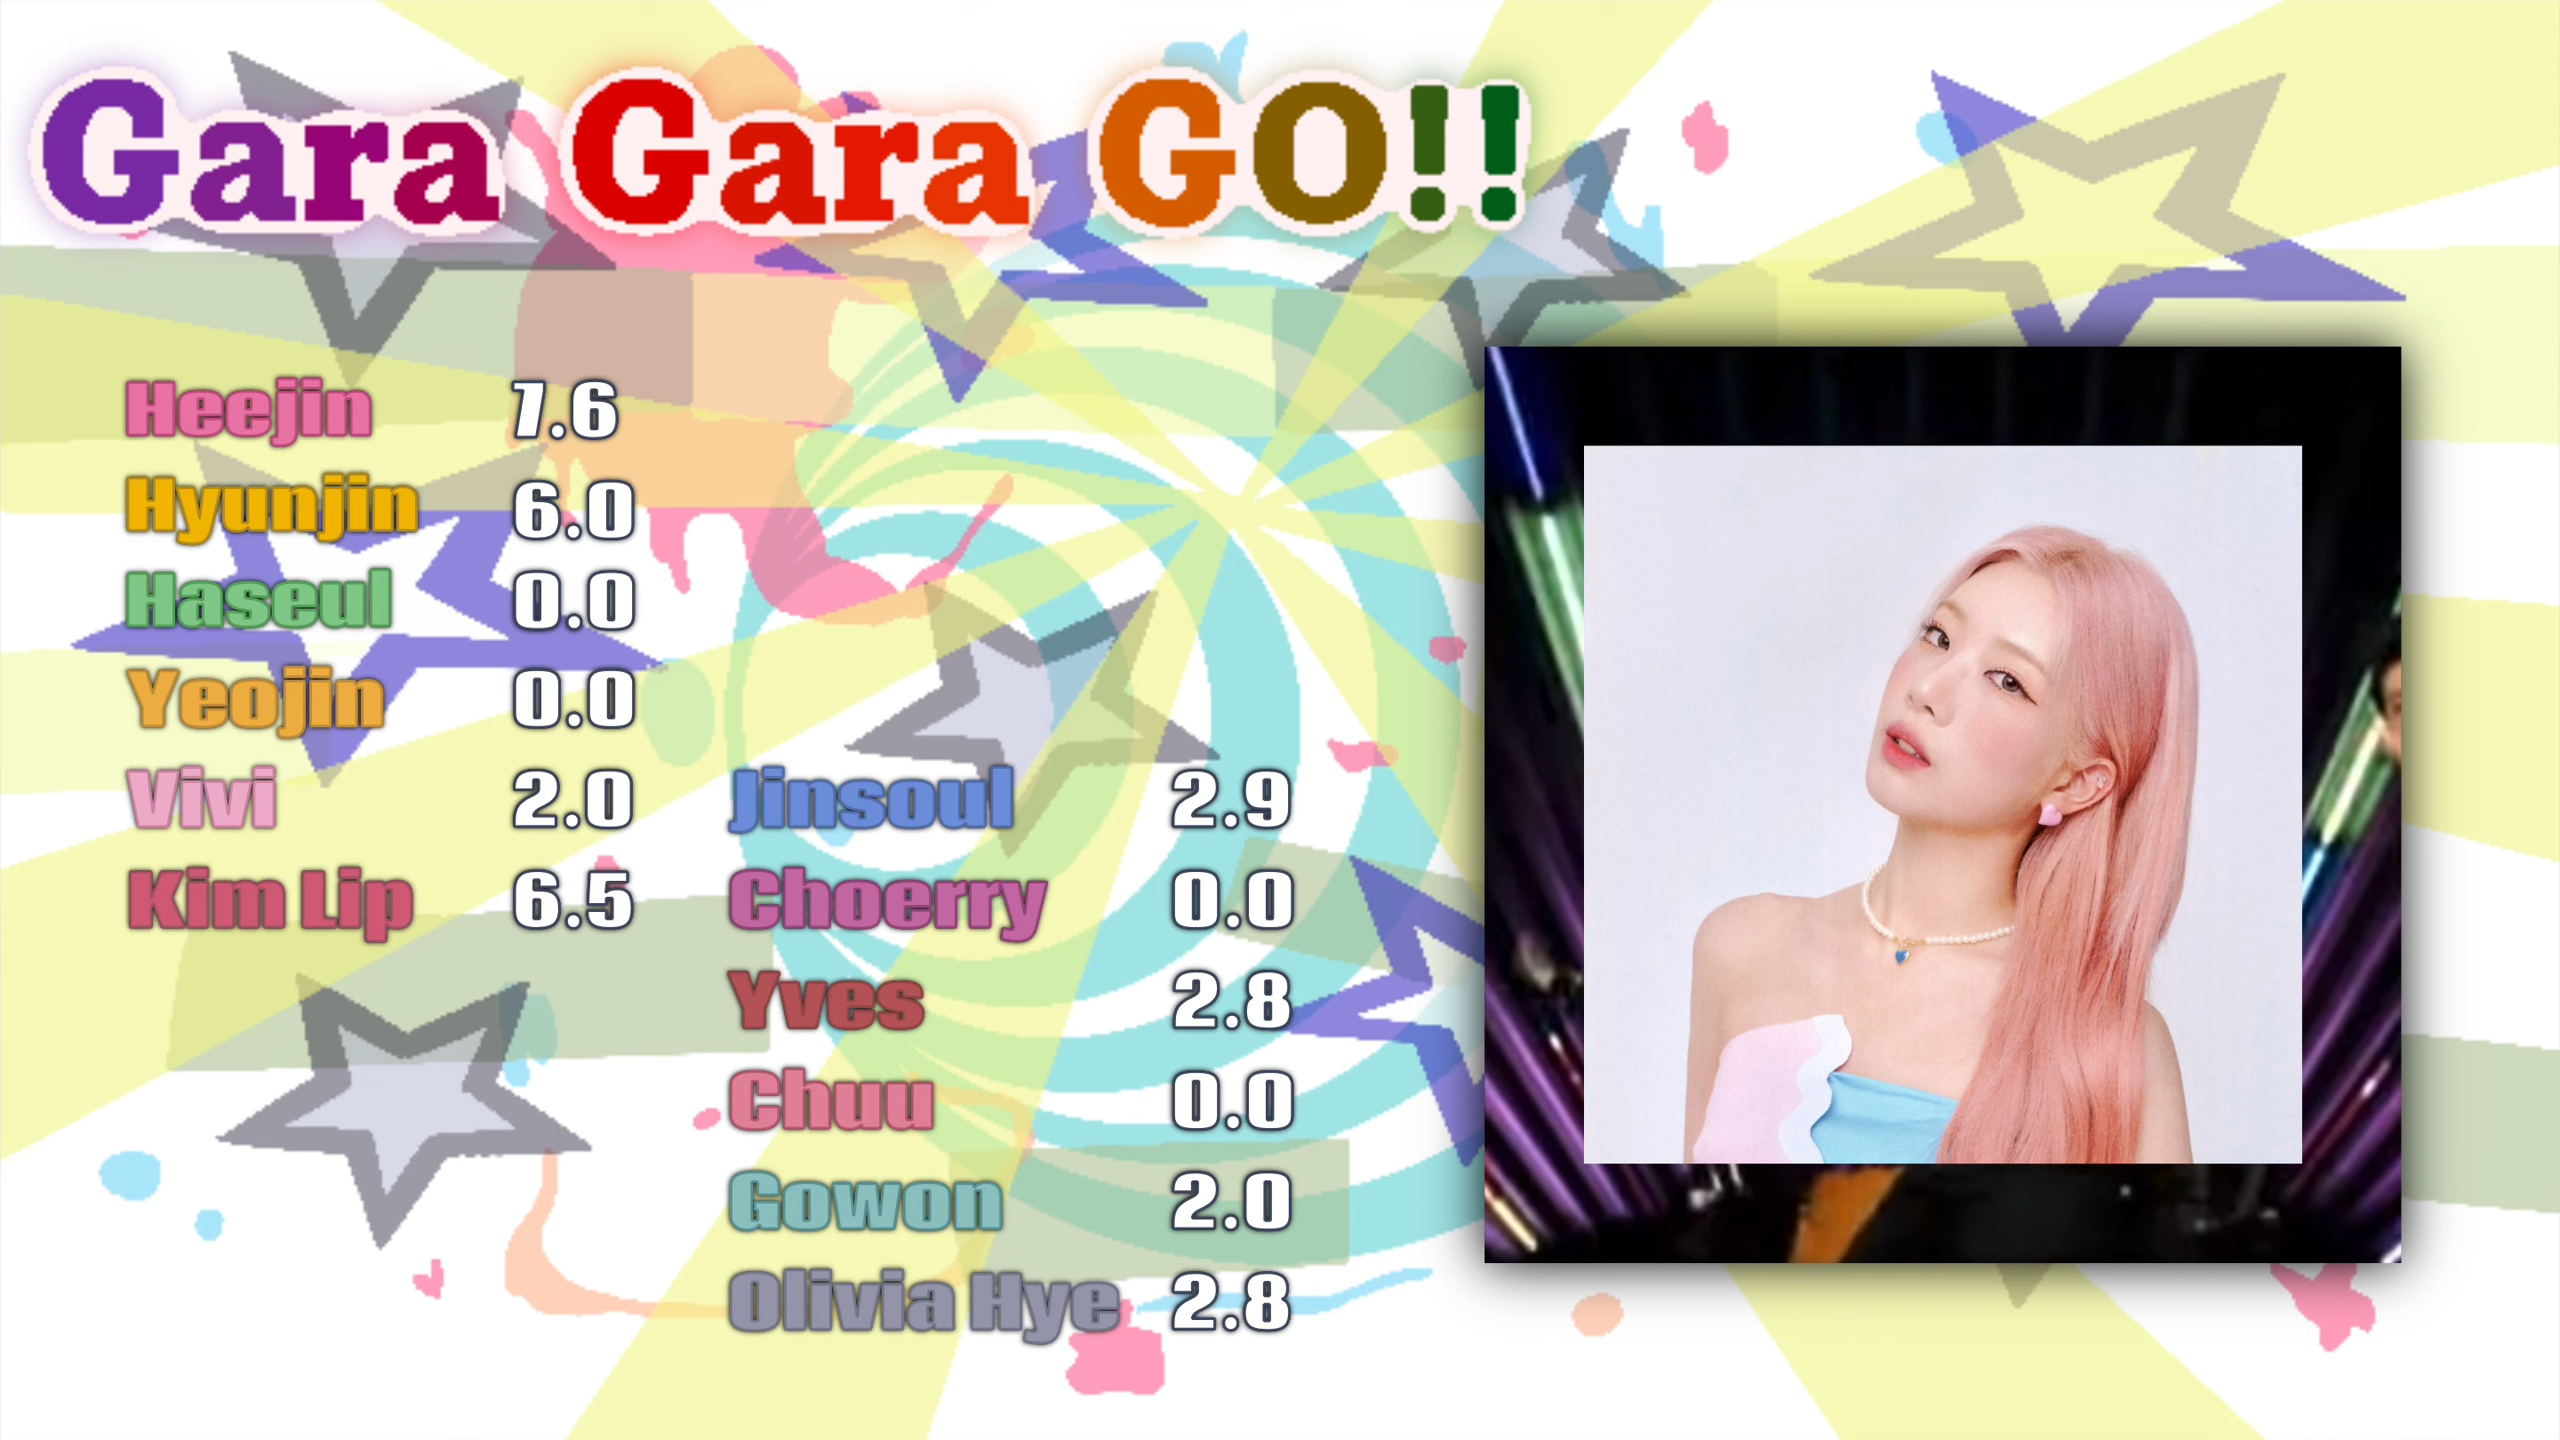 Gara Gara GO!!
Heejin 7.6
Hyunjin 6.0
Haseul 0.0
Yeojin 0.0
Vivi 2.0
Kim Lip 6.5
Jinsoul 2.9
Choerry 0.0
Yves 2.8
Chuu 0.0
Gowon 2.0
Olivia Hye 2.8